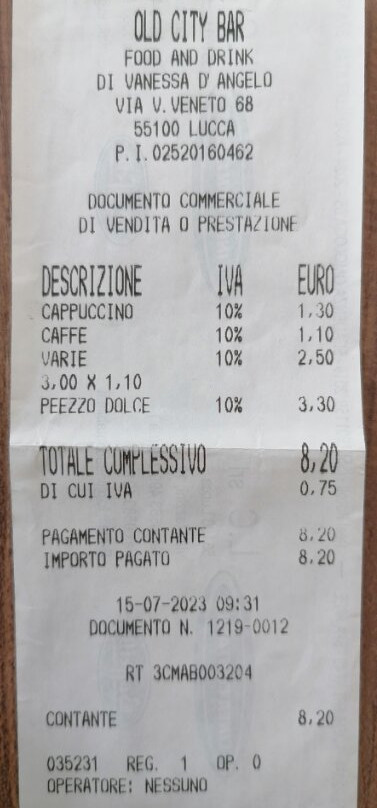 OLD CITY BAR
FOOD AND DRINK
DI VANESSA D'ANGELO
VIA V.VENETO 68
55100 LUCCA
P.I.02520160462
DOCUMENTO COMMERCIALE
DI VENDITA O PRESTAZIONE
DESCRIZIONE IVA EURO
CAPPUCCINO 10% 1,30
CAFFE 10% 1,10
VARIE 10% 2,50
3,00 X 1,10
PEEZZO DOLCE 10% 3,30
TOTALE COMPLESSIVO 8,20
DI CUI IVA 0,75
PAGAMENTO CONTANTE 8,20
IMPORTO PAGATO 8,20
15-07-2023 09:31
DOCUMENTO N. 1219-0012
RT 3CMAB003204
CONTANTE 8,20
035231 REG. 1 OP. 0
OPERATORE: NESSUNO